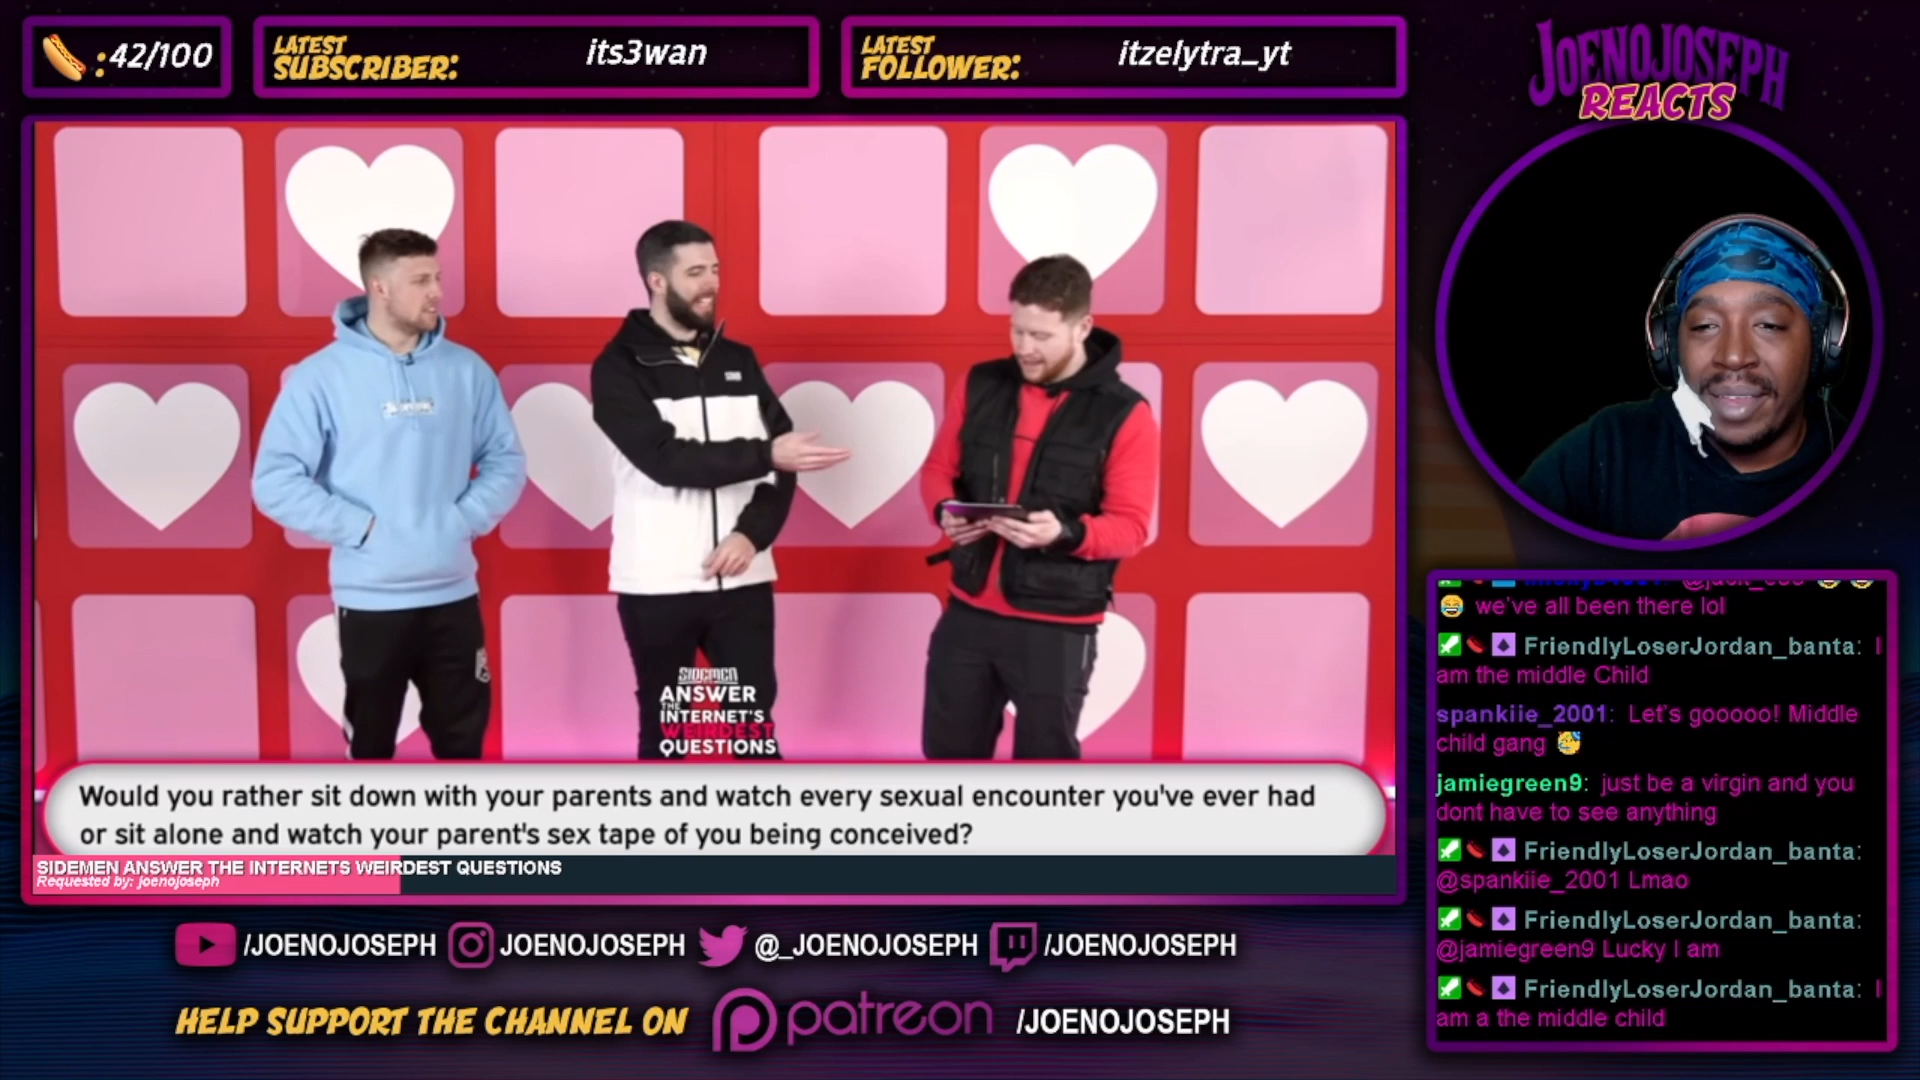 :42/100
LATEST
SUBSCRIBER:
its3wan
LATEST
FOLLOWER:
itzelytra_yt
JOENOJOSEPH
REACTS
SIDEMEN
ANSWER
THE
INTERNET'S
WEIRDEST
QUESTIONS
Would you rather sit down with your parents and watch every sexual encounter you've ever had
or sit alone and watch your parent's sex tape of you being conceived?
SIDEMEN ANSWER THE INTERNETS WEIRDEST QUESTIONS
Requested by: joenojoseph
😂 we've all been there lol
FriendlyLoserJordan_banta: I
am the middle Child
spankiie_2001: Let's gooooo! Middle
child gang
jamiegreen9: just be a virgin and you
dont have to see anything
FriendlyLoserJordan_banta:
@spankiie_2001 Lmao
FriendlyLoserJordan_banta:
@jamiegreen9 Lucky I am
FriendlyLoserJordan_banta: I
am a the middle child
/JOENOJOSEPH JOENOJOSEPH @_JOENOJOSEPH /JOENOJOSEPH
HELP SUPPORT THE CHANNEL ON patreon /JOENOJOSEPH